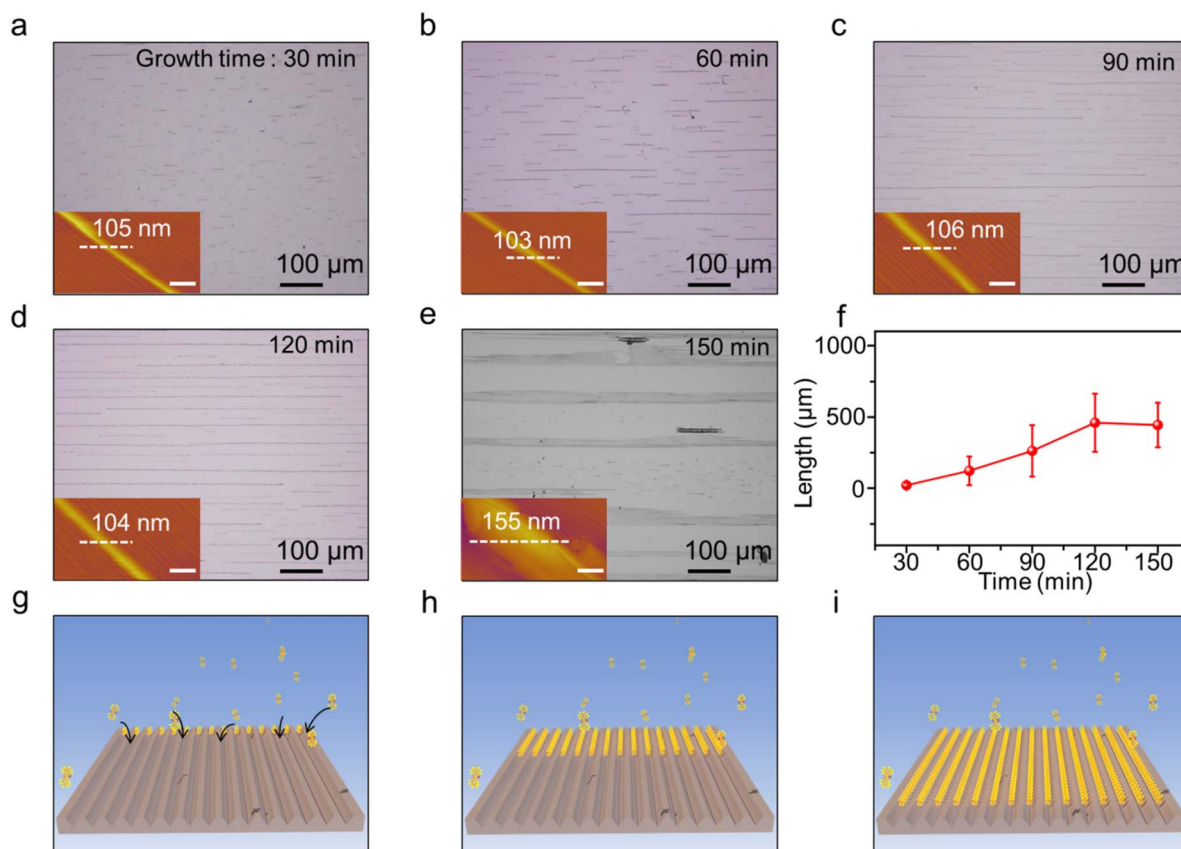 a
Growth time : 30 min
105 nm
100 μm
b
60 min
103 nm
100 μm
c
90 min
106 nm
100 μm
d
120 min
104 nm
100 μm
e
150 min
155 nm
100 μm
f
1000
500
0
Length (μm)
30 60 90 120 150
Time (min)
g
h
i